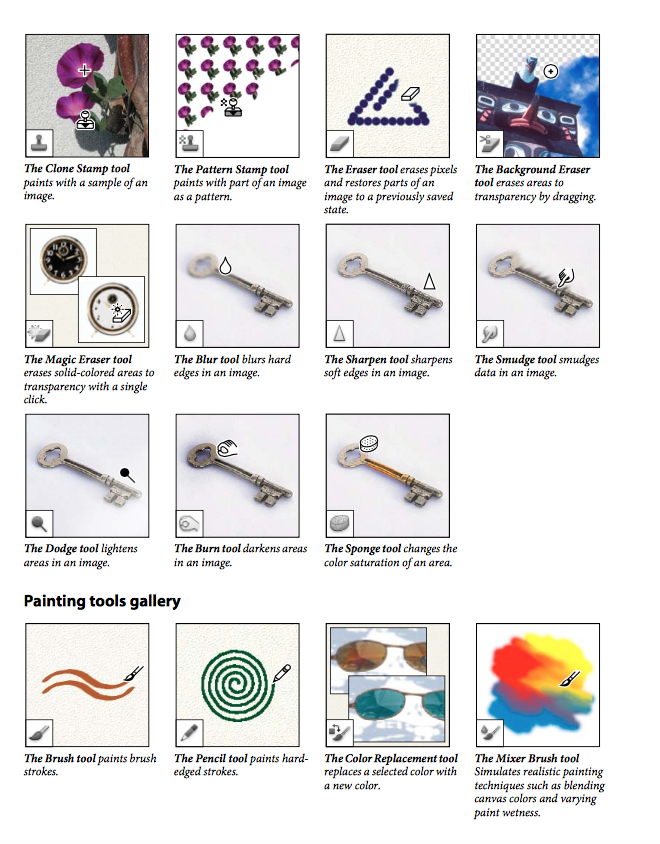 The Clone Stamp tool
paints with a sample of an
image.
The Pattern Stamp tool
paints with part of an image
as a pattern.
The Eraser tool erases pixels
and restores parts of an
image to a previously saved
state.
The Background Eraser
tool erases areas to
transparency by dragging.
The Magic Eraser tool
erases solid-colored areas to
transparency with a single
click.
The Blur tool blurs hard
edges in an image.
The Sharpen tool sharpens
soft edges in an image.
The Smudge tool smudges
data in an image.
The Dodge tool lightens
areas in an image.
The Burn tool darkens areas
in an image.
The Sponge tool changes the
color saturation of an area.
Painting tools gallery
The Brush tool paints brush
strokes.
The Pencil tool paints hard-
edged strokes.
The Color Replacement tool
replaces a selected color with
a new color.
The Mixer Brush tool
Simulates realistic painting
techniques such as blending
canvas colors and varying
paint wetness.